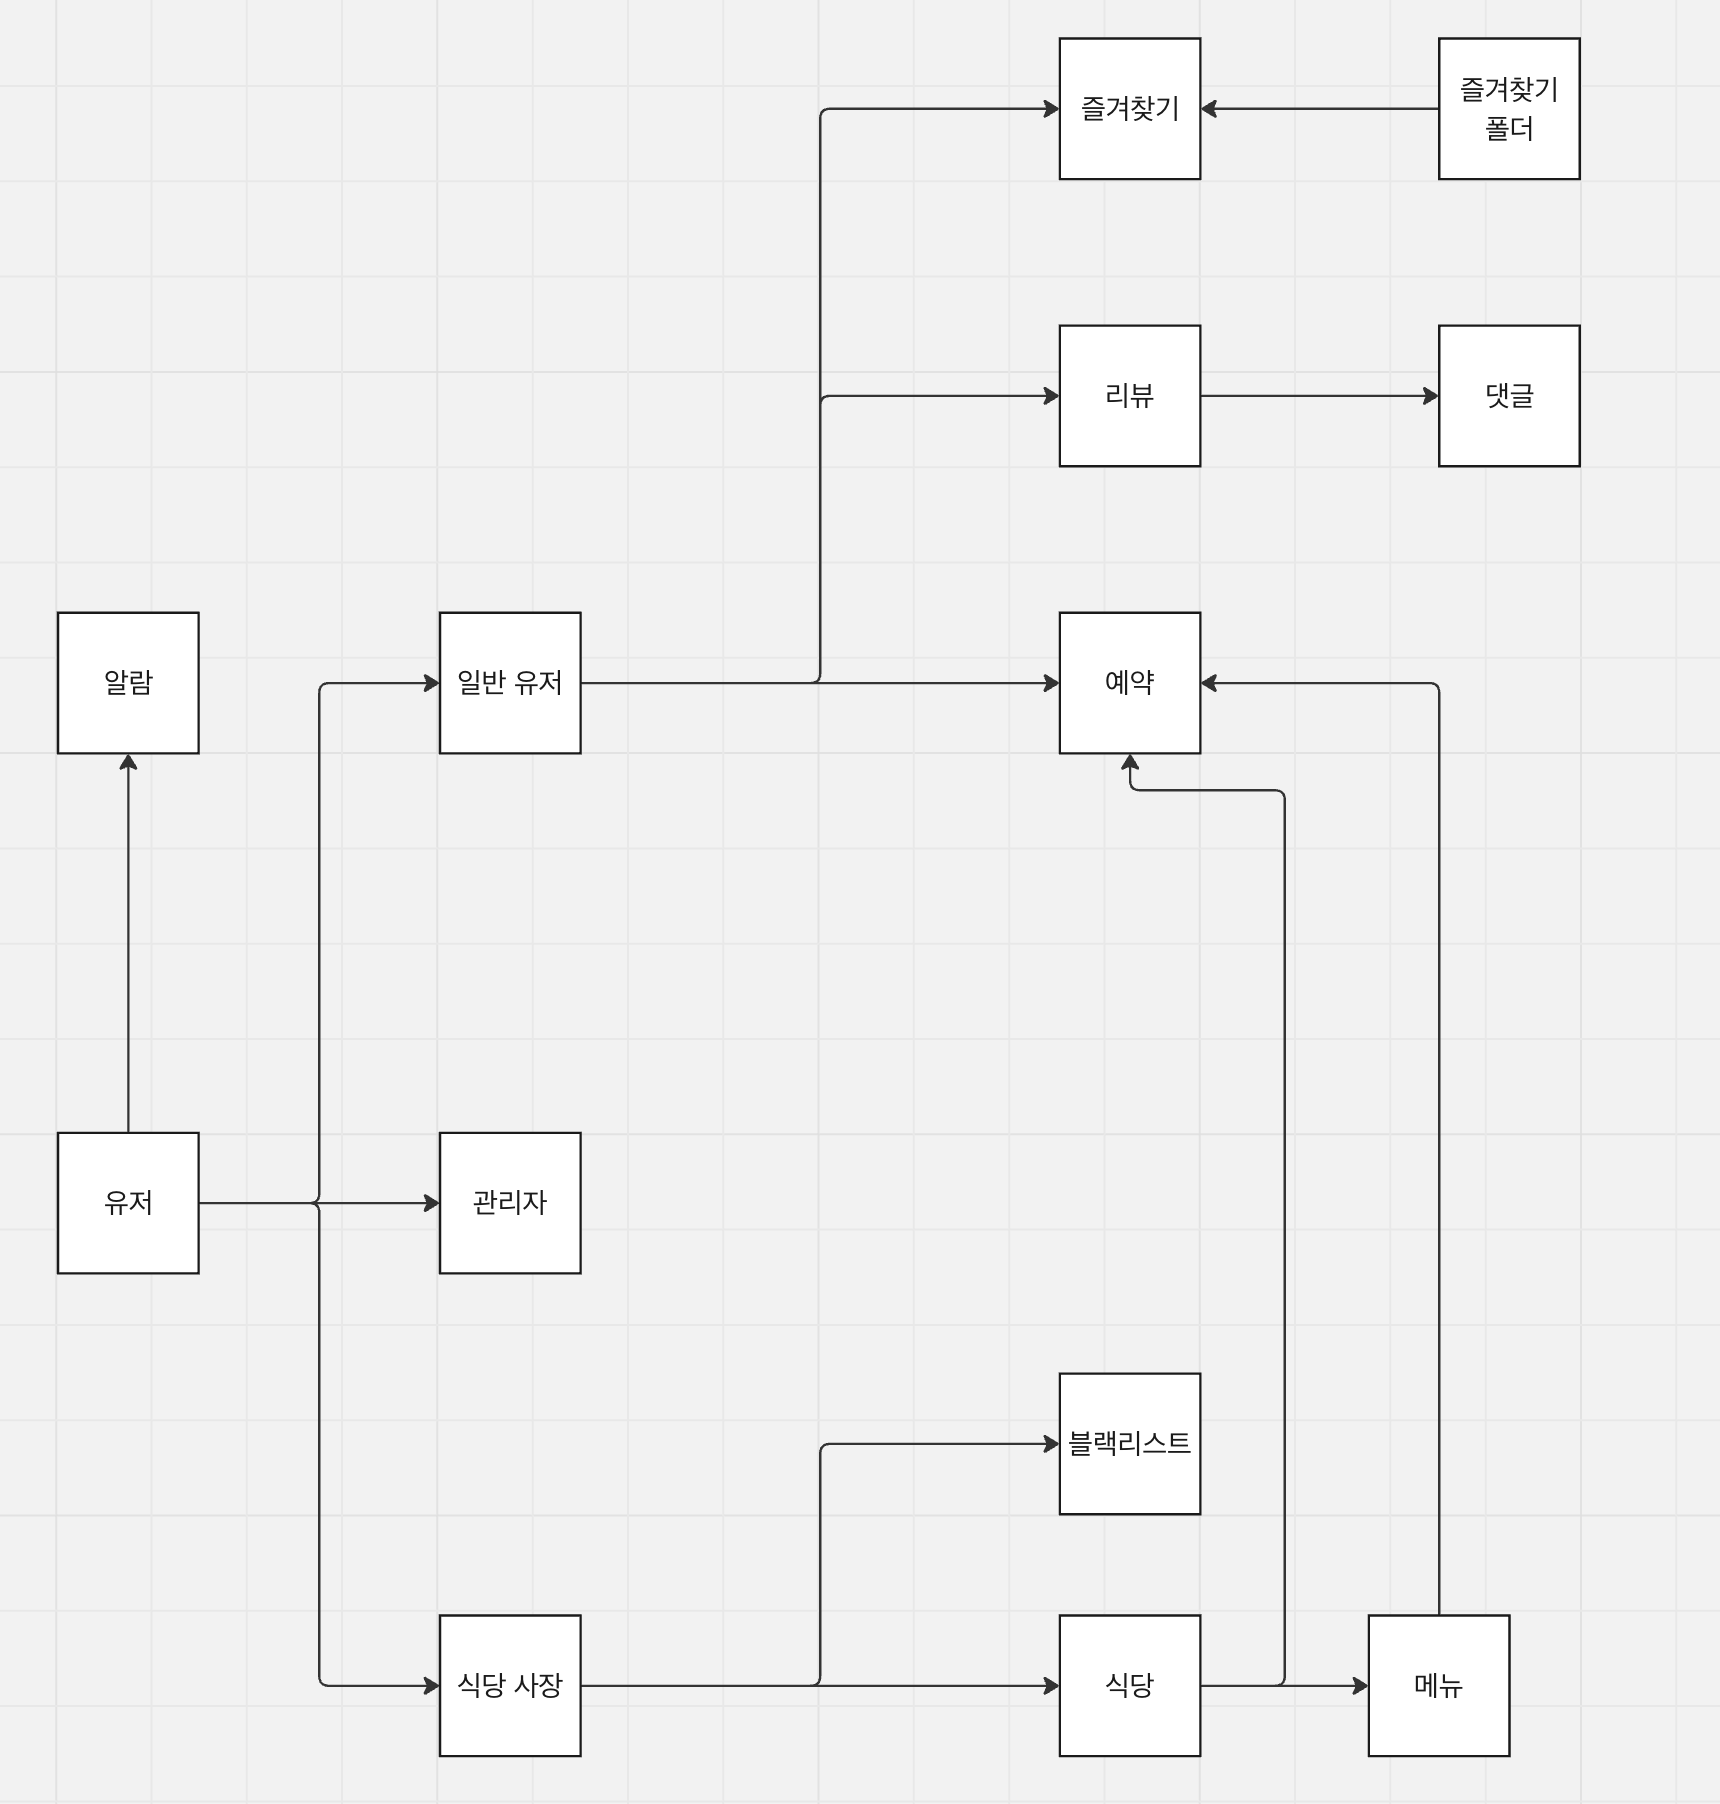 즐겨찾기
즐겨찾기
폴더
리뷰
댓글
알람
일반 유저
예약
유저
관리자
블랙리스트
식당 사장
식당
메뉴